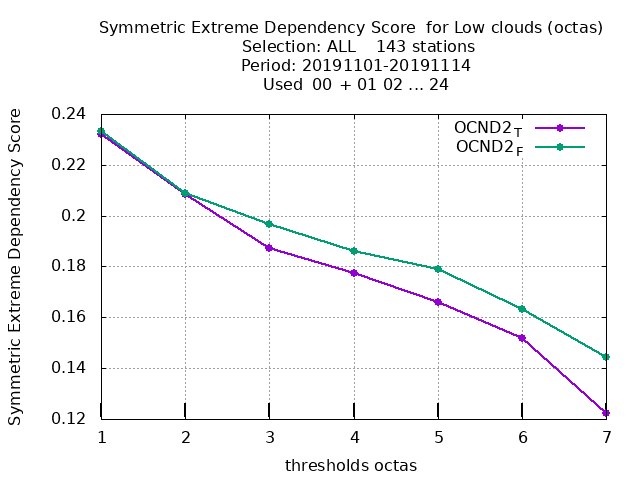 Symmetric Extreme Dependency Score  for Low clouds (octas)
Selection: ALL    143 stations
Period: 20191101-20191114
Used  00 + 01 02 ... 24
Symmetric Extreme Dependency Score
0.24
0.22
0.2
0.18
0.16
0.14
0.12
OCND2T
OCND2F
1 2 3 4 5 6 7
thresholds octas